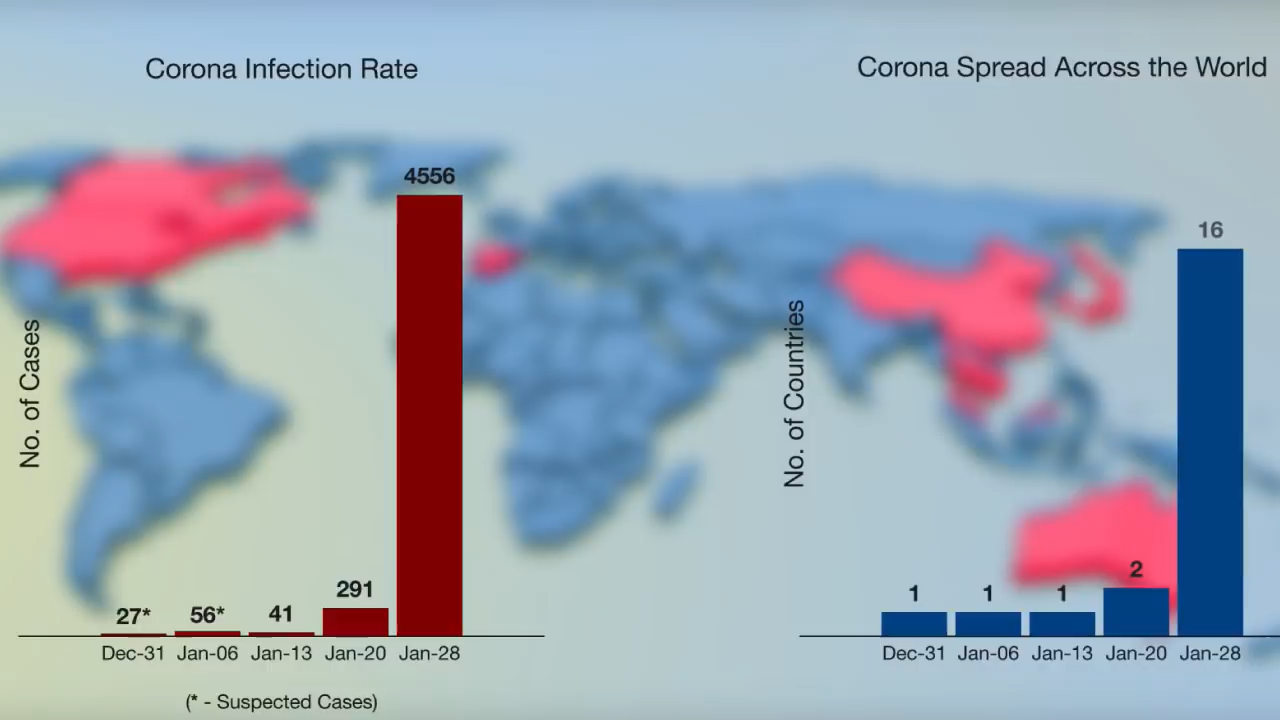 Corona Infection Rate
No. of Cases
27*
56*
41
291
4556
Dec-31 Jan-06 Jan-13 Jan-20 Jan-28
(* - Suspected Cases)
Corona Spread Across the World
No. of Countries
1
1
1
2
16
Dec-31 Jan-06 Jan-13 Jan-20 Jan-28